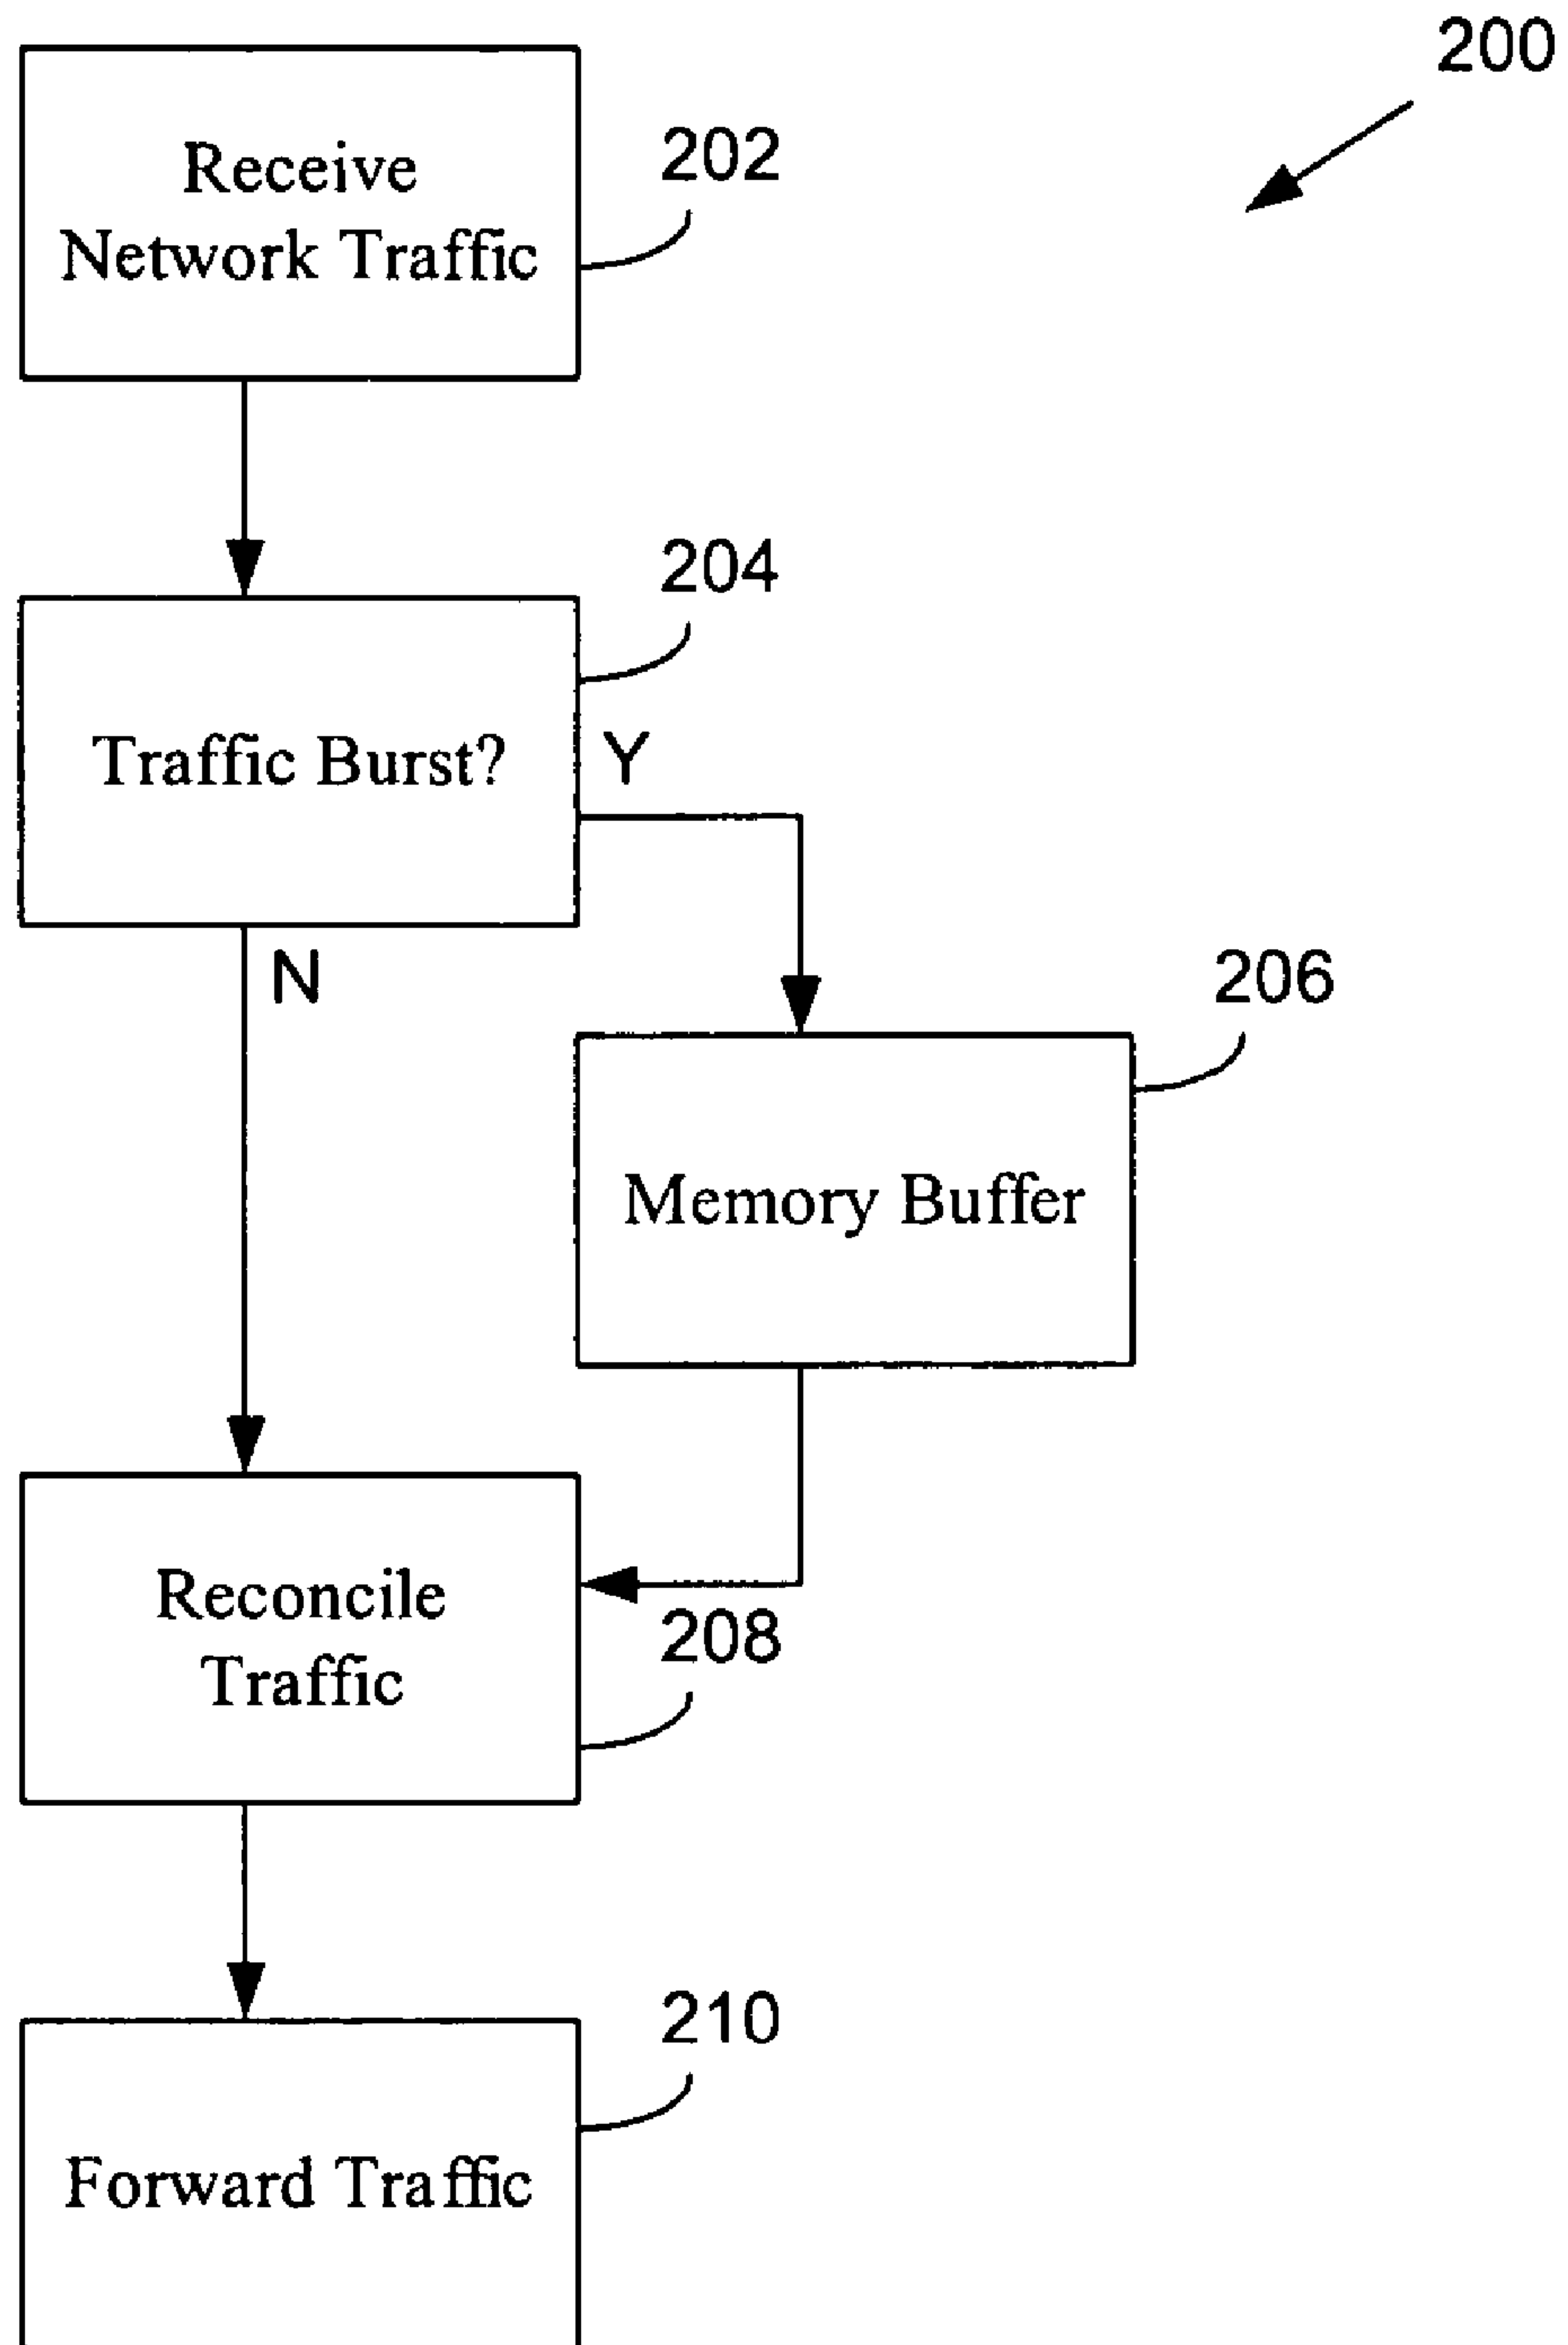 200
Receive
Network Traffic
202
204
Traffic Burst?
Y
N
206
Memory Buffer
Reconcile
Traffic
208
210
Forward Traffic